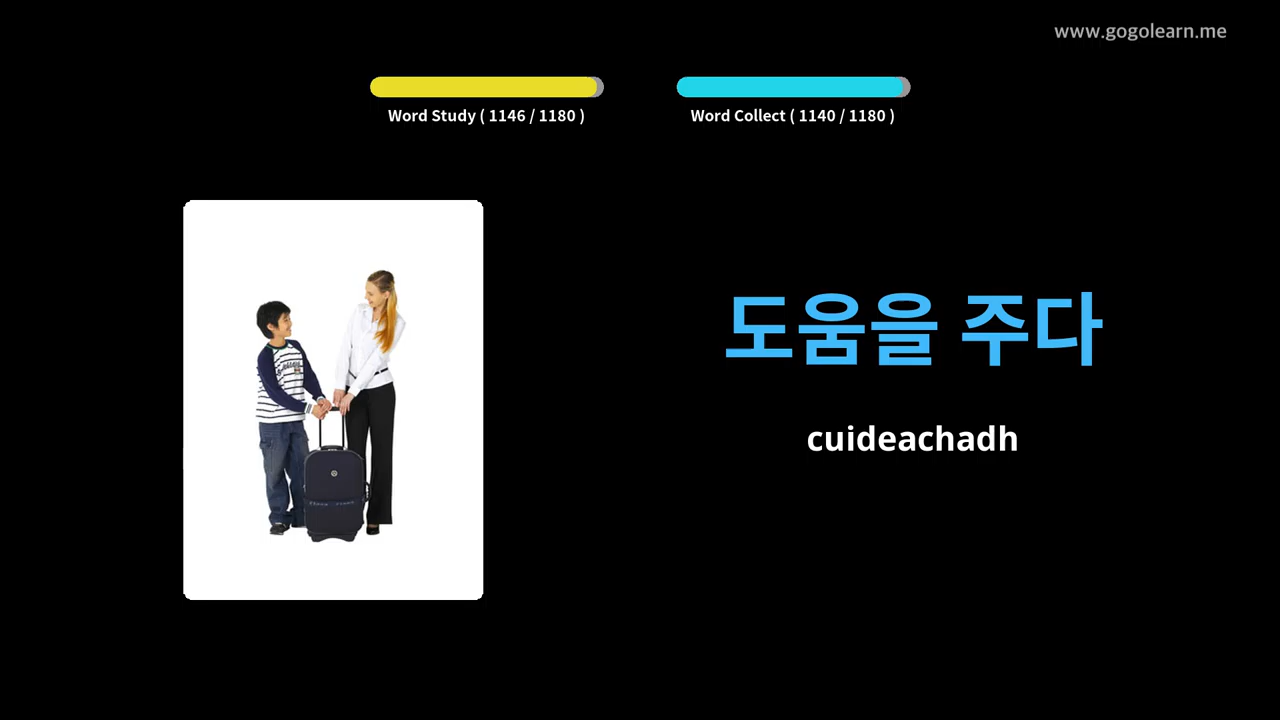 www.gogolearn.me
Word Study ( 1146 / 1180 )
Word Collect ( 1140 / 1180 )
도움을 주다
cuideachadh